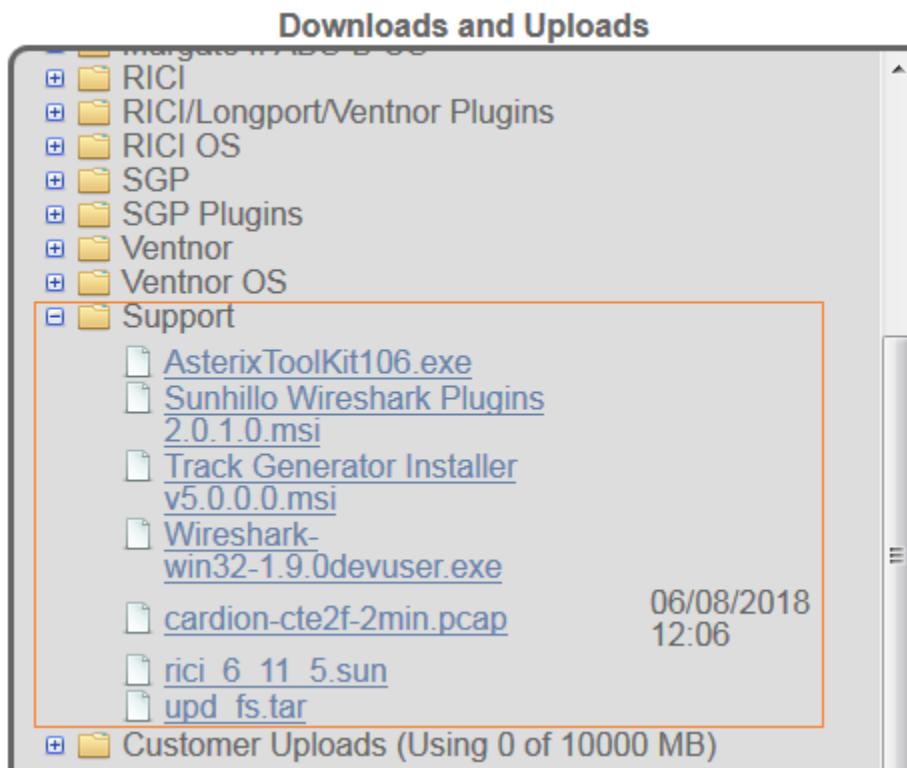 Downloads and Uploads
RICI
RICI/Longport/Ventnor Plugins
RICI OS
SGP
SGP Plugins
Ventnor
Ventnor OS
Support
AsterixToolKit106.exe
Sunhillo Wireshark Plugins
2.0.1.0.msi
Track Generator Installer
v5.0.0.0.msi
Wireshark-
win32-1.9.0devuser.exe
cardion-cte2f-2min.pcap
06/08/2018
12:06
rici_6_11_5.sun
upd_fs.tar
Customer Uploads (Using 0 of 10000 MB)